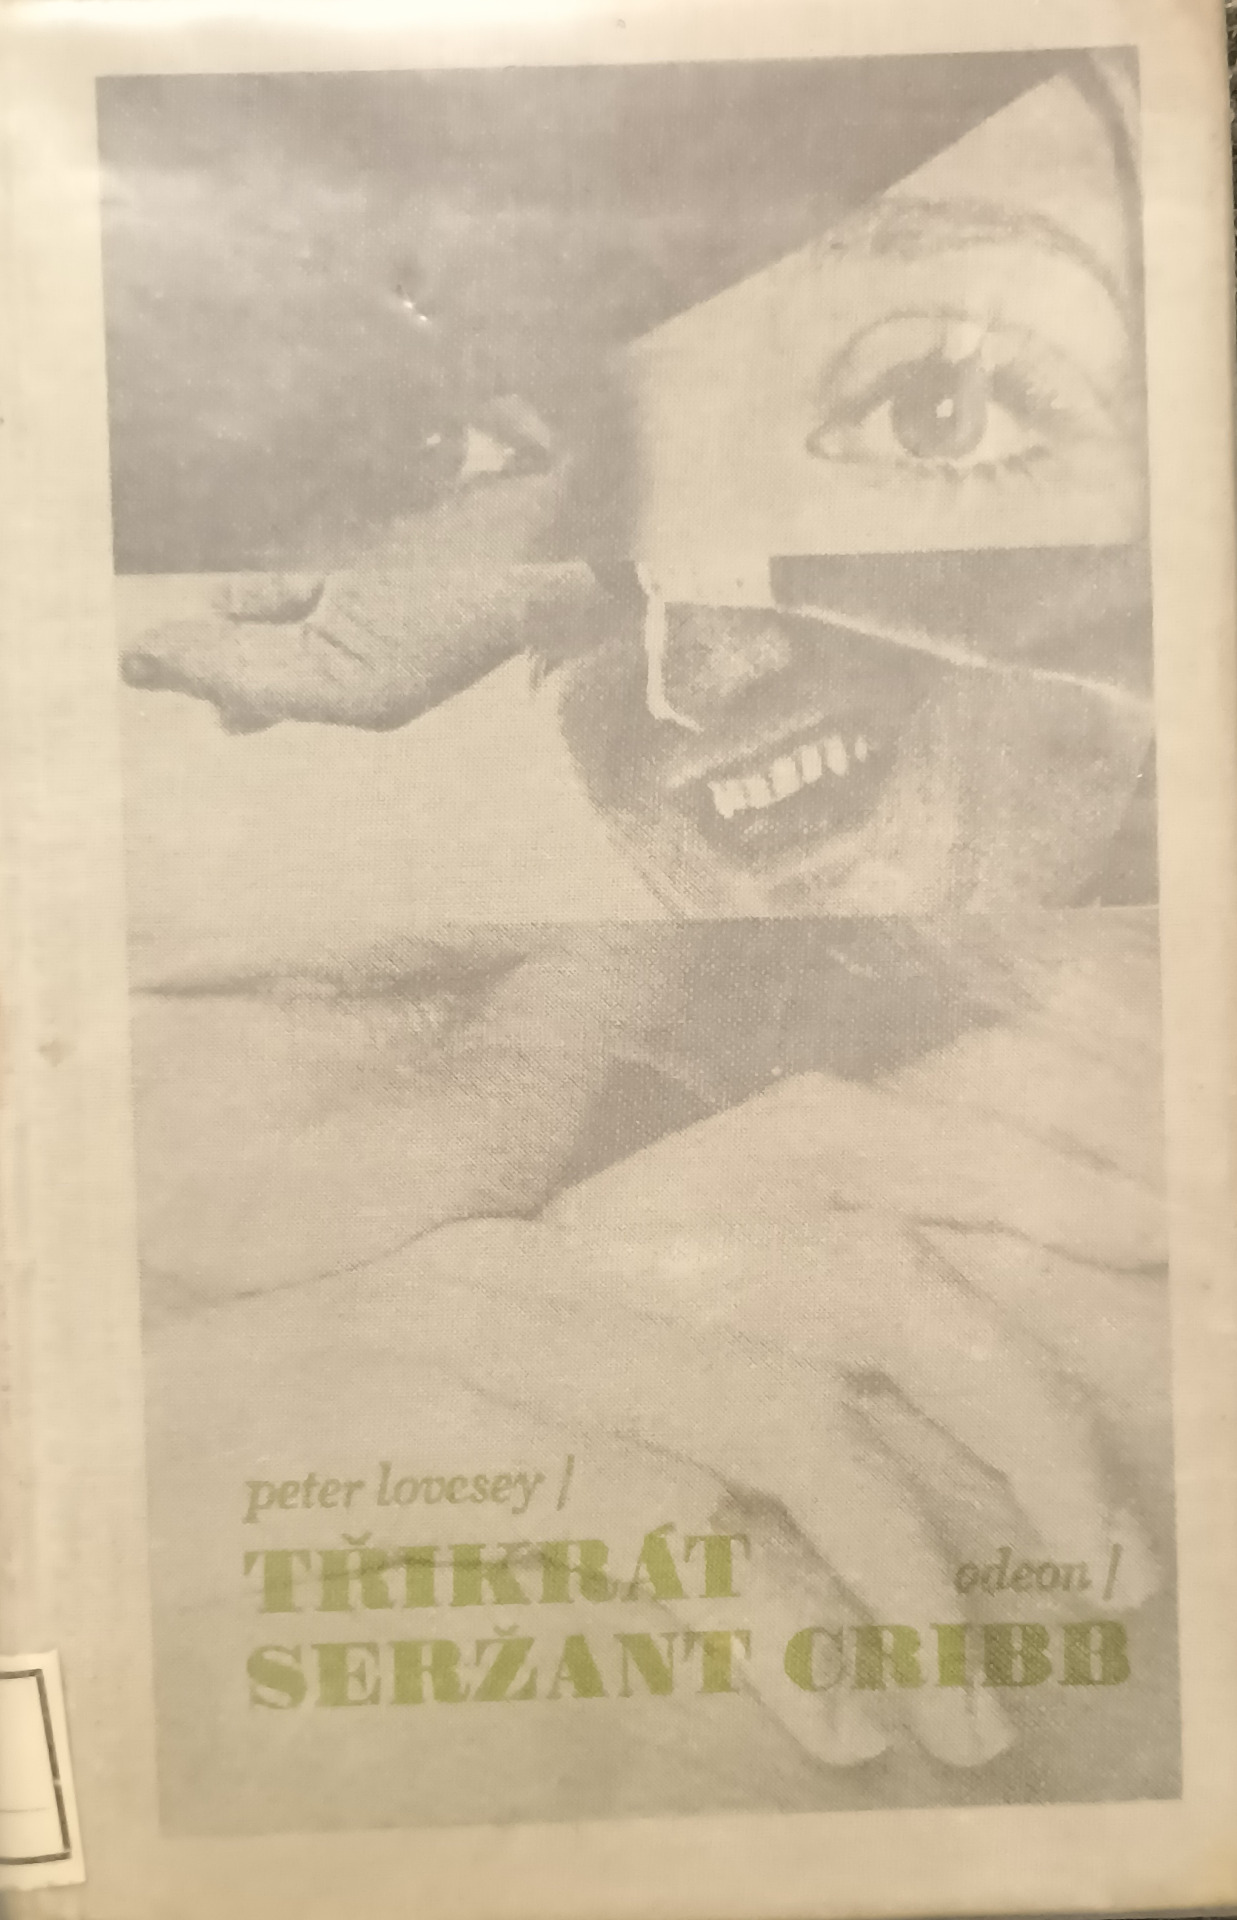 peter lovesey /
TŘIKRÁT
odeon /
SERŽANT CRIBB